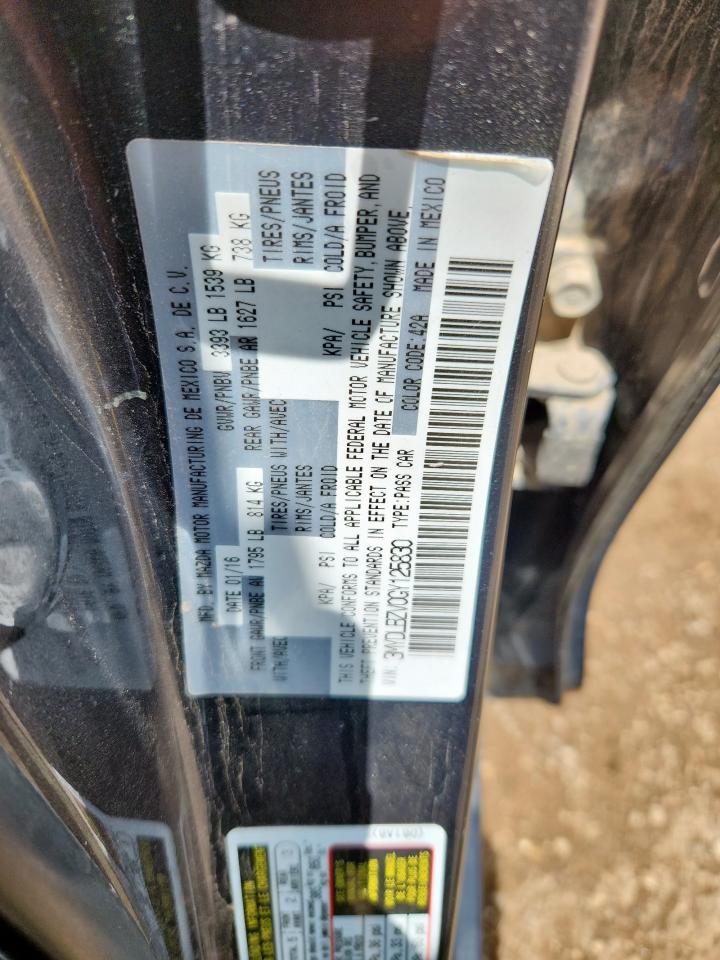 MFD. BY MAZDA MOTOR MANUFACTURING DE MEXICO S.A. DE C.V.
DATE 01/16 GVWR/PNBV 3393 LB 1539 KG
FRONT GAWR/PNBE AV 1795 LB 814 KG REAR GAWR/PNBE AR 1627 LB 738 KG
WITH/AVEC TIRES/PNEUS WITH/AVEC TIRES/PNEUS
RIMS/JANTES RIMS/JANTES
KPA/ PSI COLD/A FROID KPA/ PSI COLD/A FROID
THIS VEHICLE CONFORMS TO ALL APPLICABLE FEDERAL MOTOR VEHICLE SAFETY, BUMPER, AND
THEFT PREVENTION STANDARDS IN EFFECT ON THE DATE OF MANUFACTURE SHOWN ABOVE.
VIN: 3MYDLBZV0GY125830 TYPE:PASS CAR COLOR CODE:42A MADE IN MEXICO